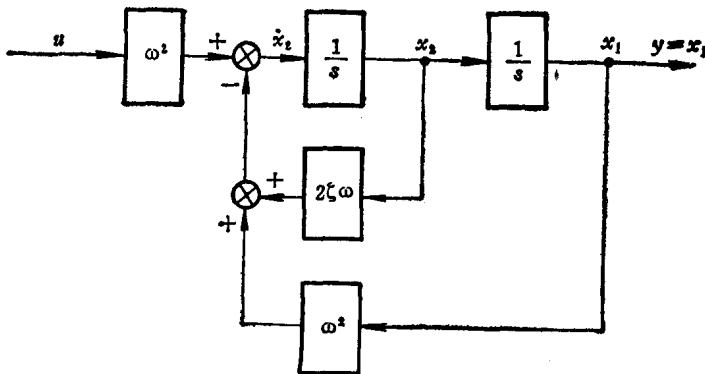 u
ω²
+
−
ẋ₂
1/s
x₂
1/s
x₁
y=x₁
+
2ζω
+
ω²